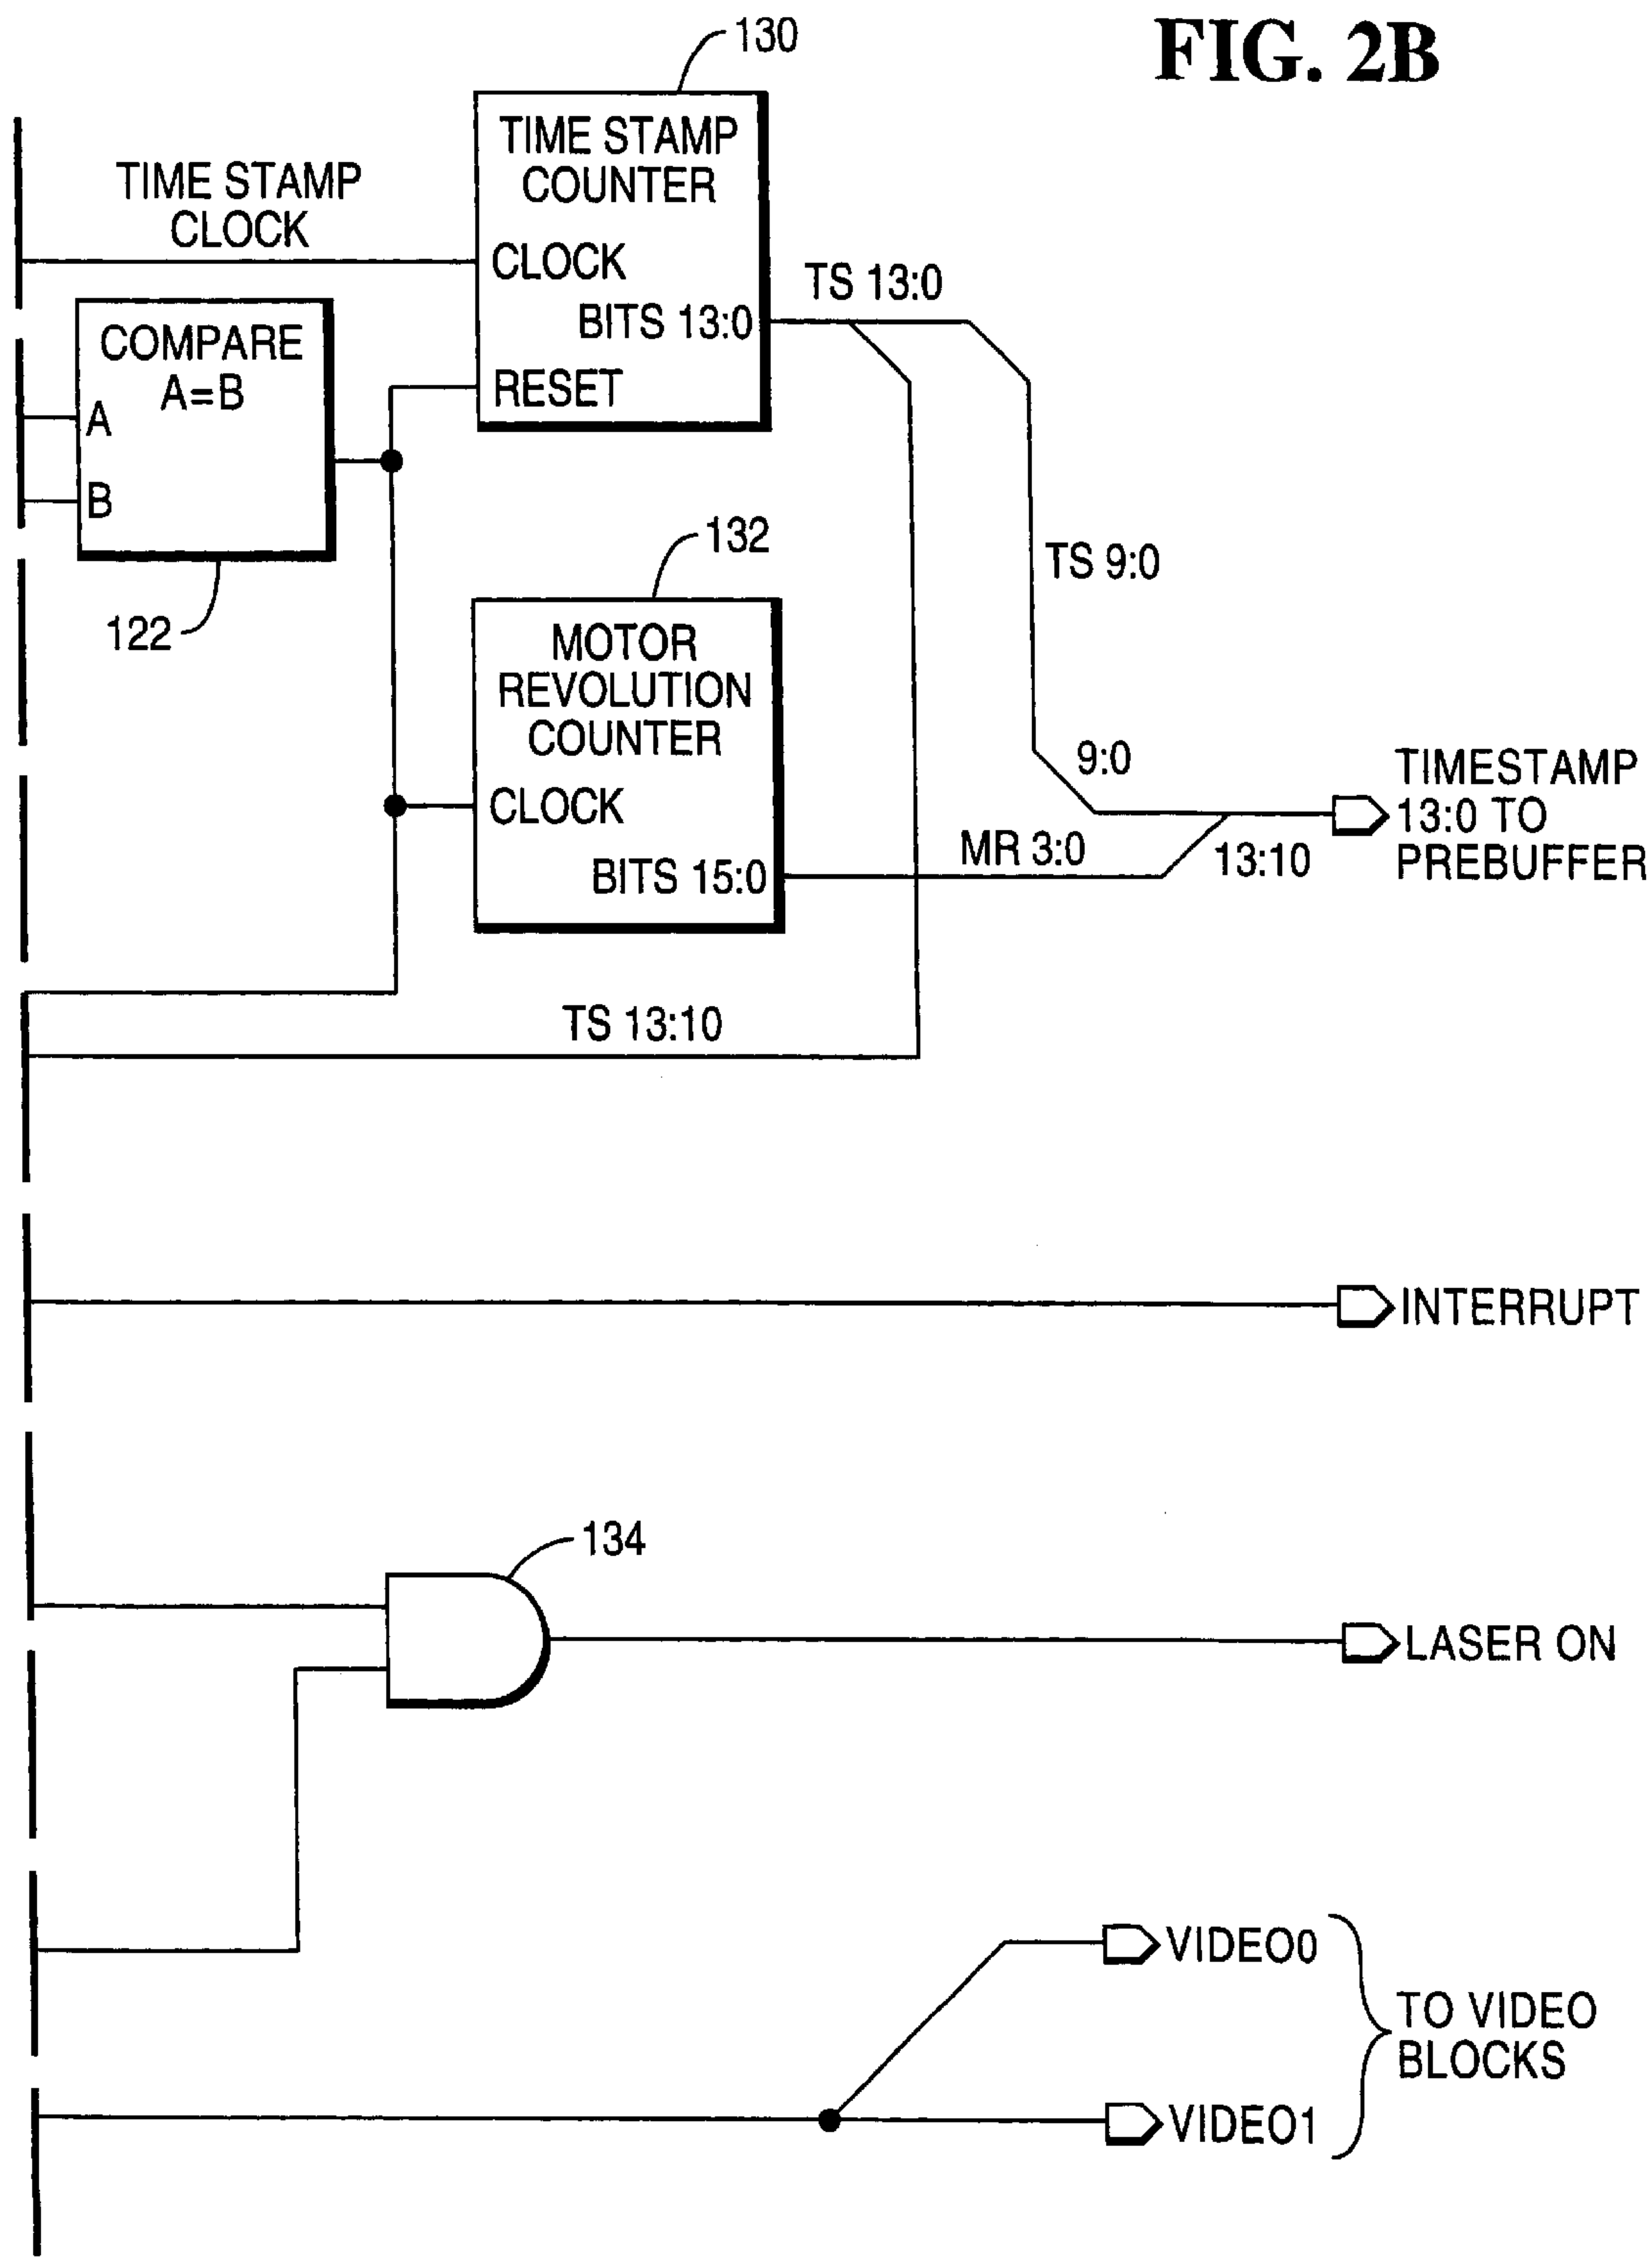 FIG. 2B
130
TIME STAMP
COUNTER
TIME STAMP
CLOCK
CLOCK
TS 13:0
BITS 13:0
COMPARE
A=B
RESET
A
B
132
TS 9:0
122
MOTOR
REVOLUTION
COUNTER
9:0
TIMESTAMP
13:0 TO
PREBUFFER
CLOCK
MR 3:0
13:10
BITS 15:0
TS 13:10
INTERRUPT
134
LASER ON
VIDEO0
TO VIDEO
BLOCKS
VIDEO1